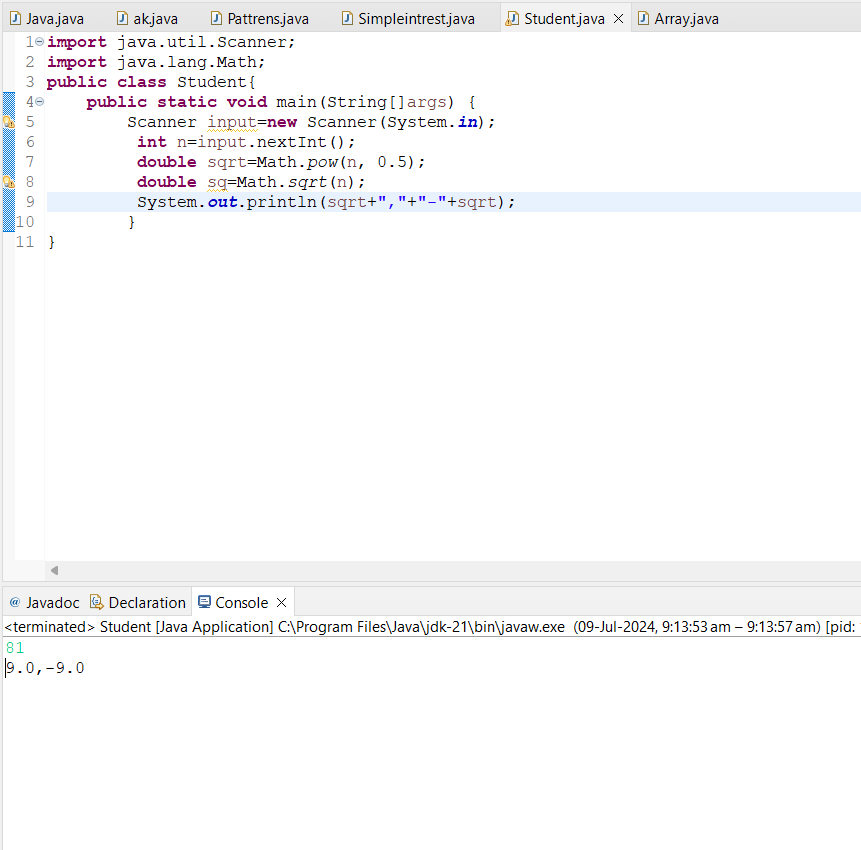 Java.java ak.java Pattrens.java Simpleintrest.java Student.java Array.java
1 import java.util.Scanner;
2 import java.lang.Math;
3 public class Student{
4 public static void main(String[]args) {
5 Scanner input=new Scanner(System.in);
6 int n=input.nextInt();
7 double sqrt=Math.pow(n, 0.5);
8 double sq=Math.sqrt(n);
9 System.out.println(sqrt+","+"-"+sqrt);
10 }
11 }
@ Javadoc Declaration Console
<terminated> Student [Java Application] C:\Program Files\Java\jdk-21\bin\javaw.exe (09-Jul-2024, 9:13:53 am – 9:13:57 am) [pid:
81
9.0,-9.0